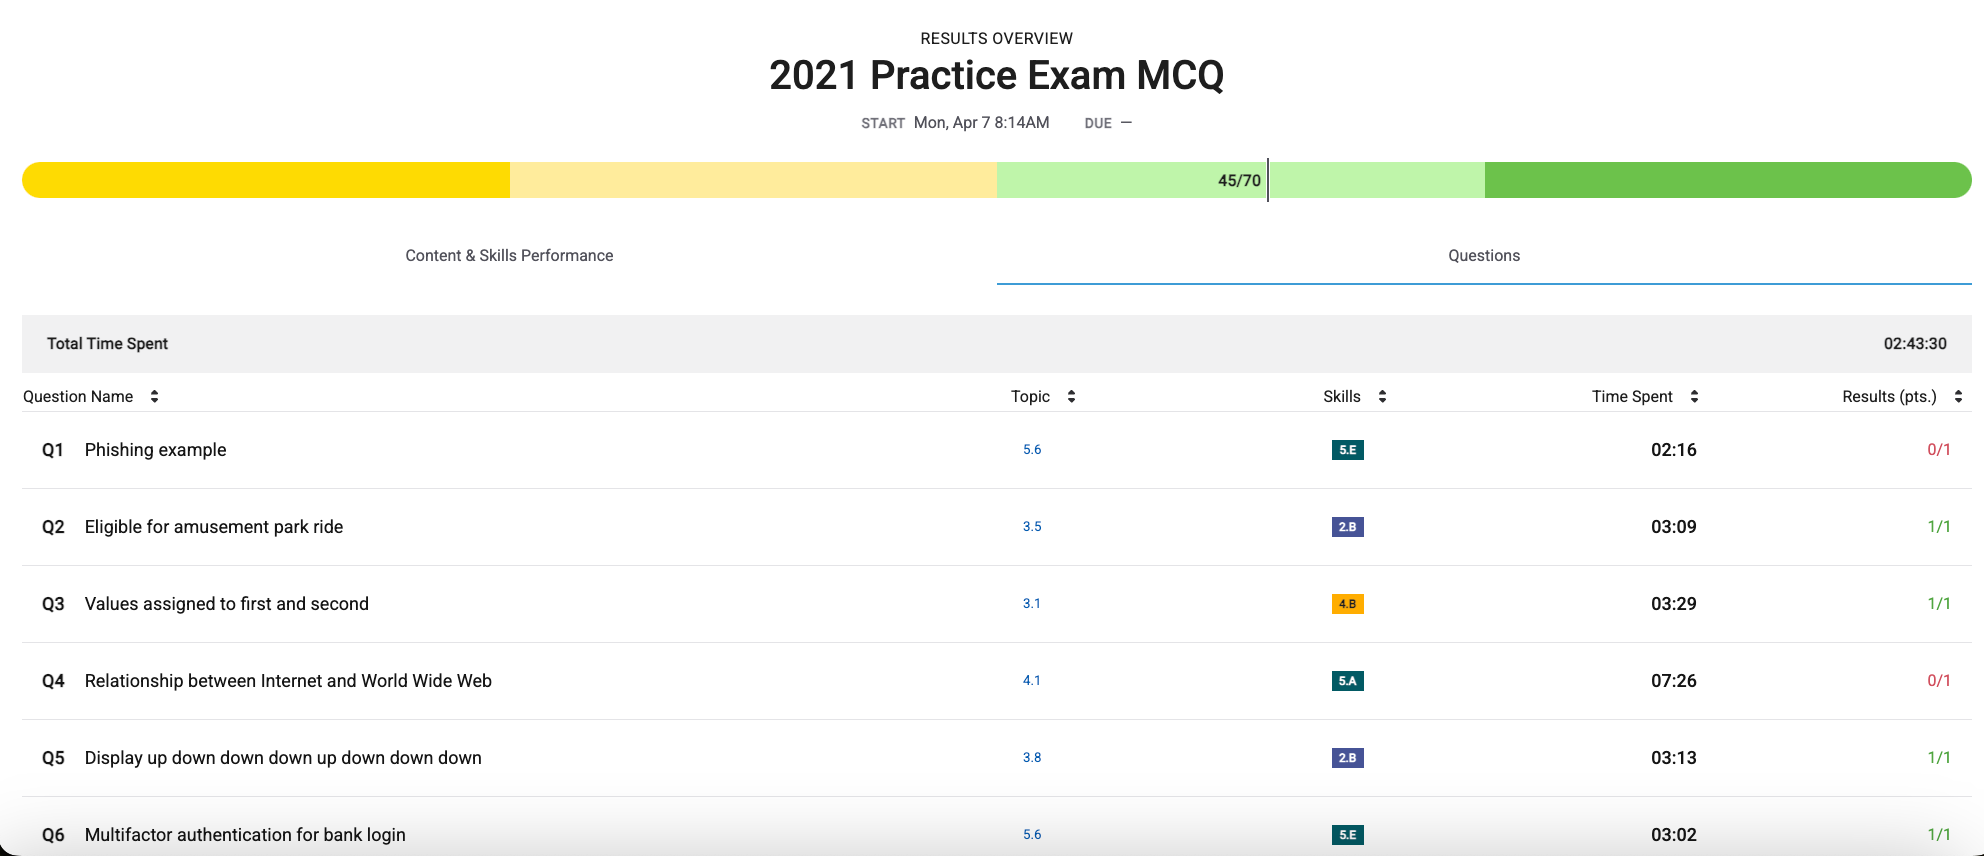 RESULTS OVERVIEW
2021 Practice Exam MCQ
START Mon, Apr 7 8:14AM DUE —
45/70
Content & Skills Performance Questions
Total Time Spent 02:43:30
Question Name Topic Skills Time Spent Results (pts.)
Q1 Phishing example 5.6 5.E 02:16 0/1
Q2 Eligible for amusement park ride 3.5 2.B 03:09 1/1
Q3 Values assigned to first and second 3.1 4.B 03:29 1/1
Q4 Relationship between Internet and World Wide Web 4.1 5.A 07:26 0/1
Q5 Display up down down down up down down down 3.8 2.B 03:13 1/1
Q6 Multifactor authentication for bank login 5.6 5.E 03:02 1/1